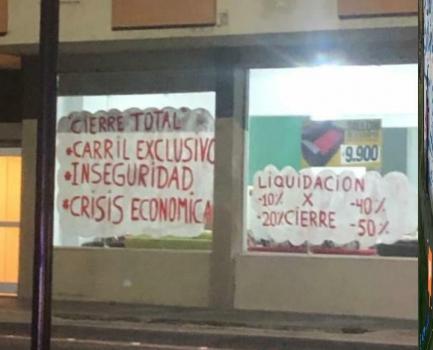 "CIERRE TOTAL"
*CARRIL EXCLUSIVO
*INSEGURIDAD
*CRISIS ECONOMICA
9.900
LIQUIDACION
-10% X -40%
-20% CIERRE -50%